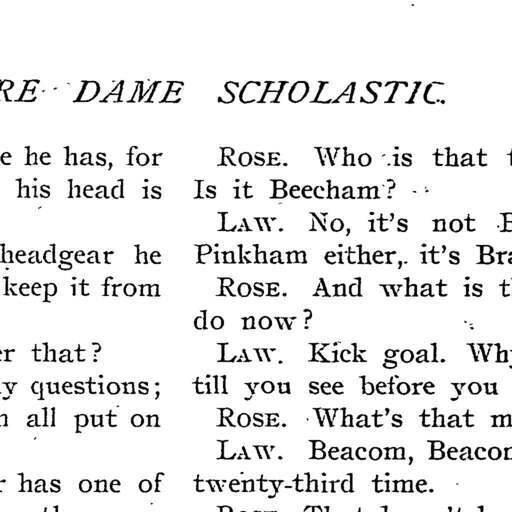 RE DAME SCHOLASTIC.
e he has, for
his head is
headgear he
keep it from
er that?
y questions;
all put on
r has one of
ROSE. Who is that
Is it Beecham?
LAW. No, it's not B
Pinkham either, it's Bra
ROSE. And what is t
do now?
LAW. Kick goal. Why
till you see before you
ROSE. What's that m
LAW. Beacom, Beacom
twenty-third time.